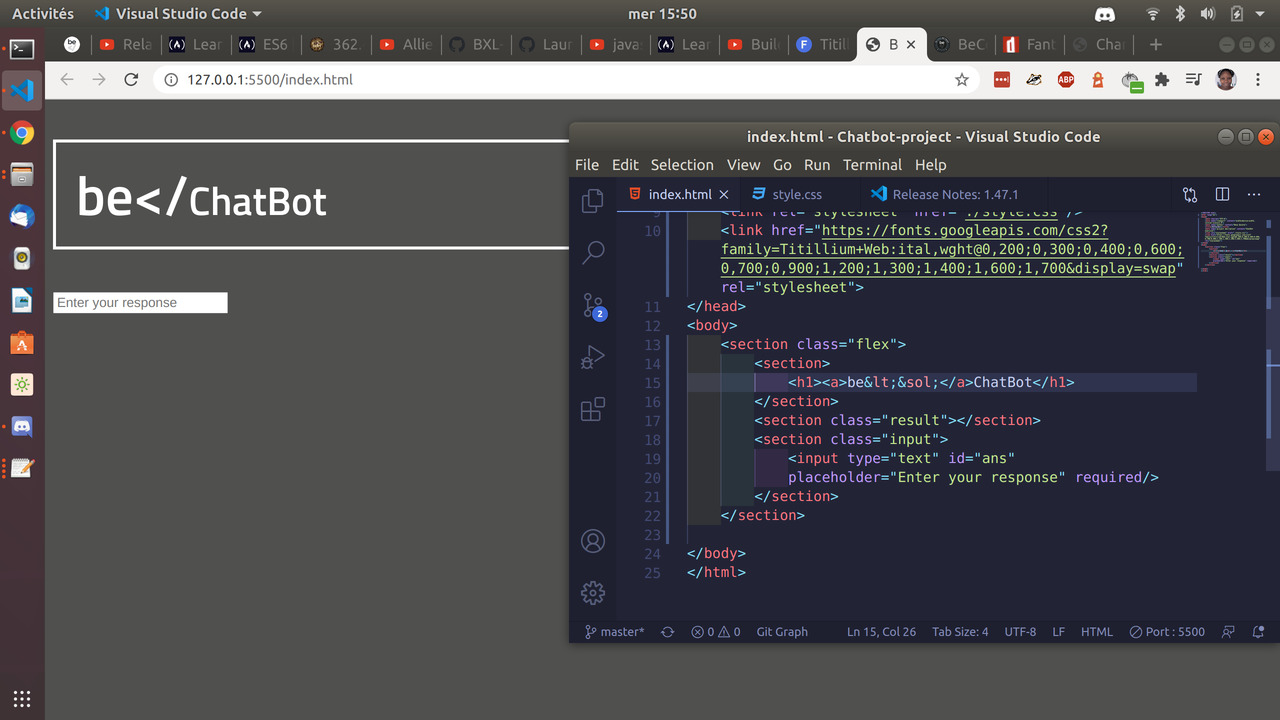 Activités
Visual Studio Code
mer 15:50
Rela
Lear
ES6
362.
Allie
BXL-
Laur
java
Lear
Buil
Titill
B
BeC
Fant
Char
127.0.0.1:5500/index.html
ABP
be</ChatBot
Enter your response
index.html - Chatbot-project - Visual Studio Code
File Edit Selection View Go Run Terminal Help
index.html
style.css
Release Notes: 1.47.1
9 <link rel="stylesheet" href="./style.css"/>
10 <link href="https://fonts.googleapis.com/css2?
family=Titillium+Web:ital,wght@0,200;0,300;0,400;0,600;
0,700;0,900;1,200;1,300;1,400;1,600;1,700&display=swap"
rel="stylesheet">
11 </head>
12 <body>
13 <section class="flex">
14 <section>
15 <h1><a>be&lt;&sol;</a>ChatBot</h1>
16 </section>
17 <section class="result"></section>
18 <section class="input">
19 <input type="text" id="ans"
20 placeholder="Enter your response" required/>
21 </section>
22 </section>
23
24 </body>
25 </html>
2
master*
0
0
Git Graph
Ln 15, Col 26
Tab Size: 4
UTF-8
LF
HTML
Port : 5500